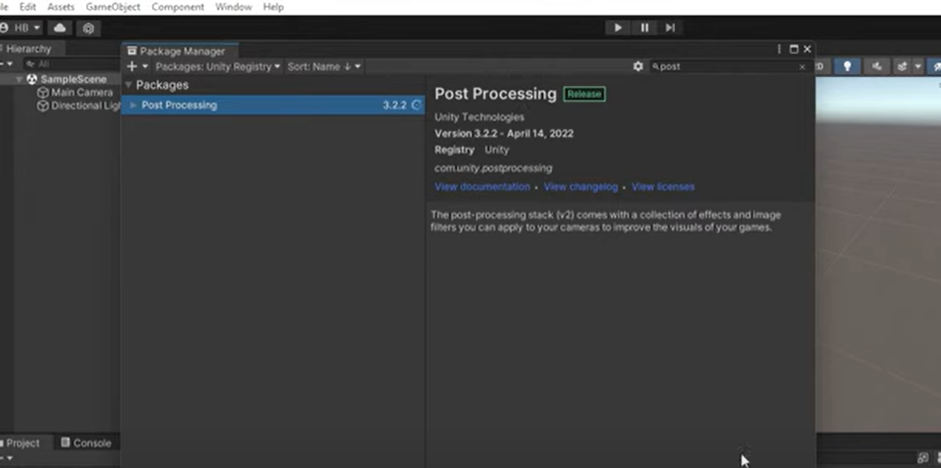 Edit Assets GameObject Component Window Help
HB
Hierarchy
Package Manager
All
Packages: Unity Registry Sort: Name ↓ post
SampleScene
Packages
Main Camera
Directional Ligh
Post Processing 3.2.2
Post Processing Release
Unity Technologies
Version 3.2.2 - April 14, 2022
Registry Unity
com.unity.postprocessing
View documentation • View changelog • View licenses
The post-processing stack (v2) comes with a collection of effects and image
filters you can apply to your cameras to improve the visuals of your games.
Project Console